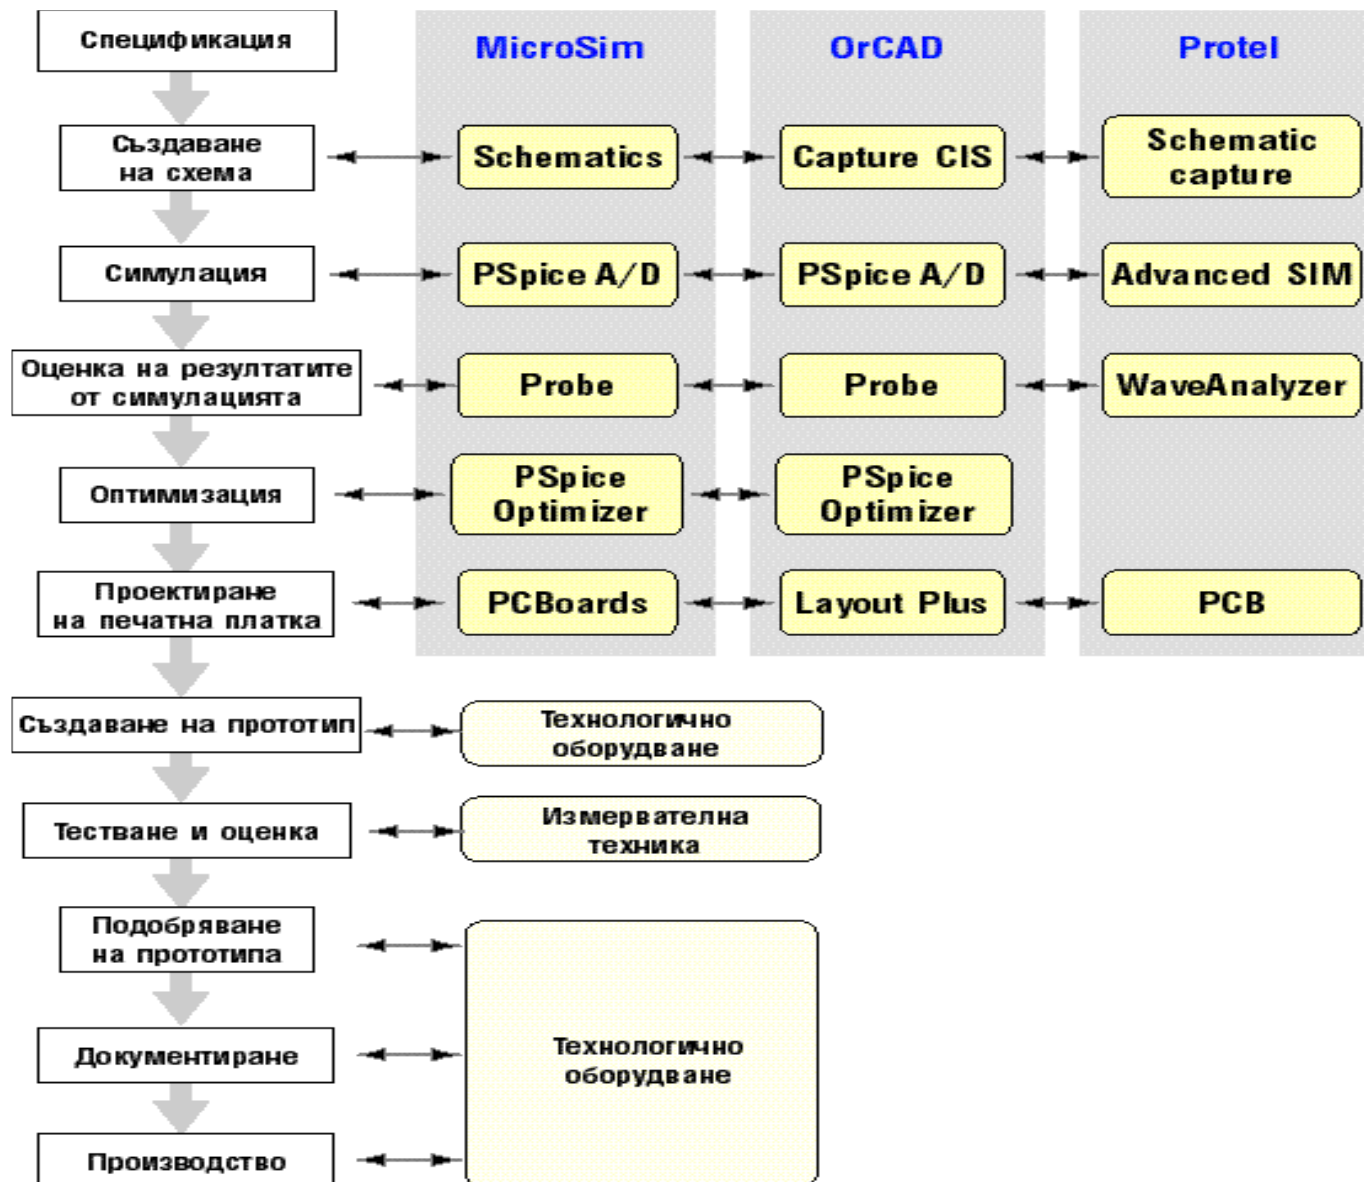 Спецификация
MicroSim
OrCAD
Protel
Създаване
на схема
Schematics
Capture CIS
Schematic
capture
Симулация
PSpice A/D
PSpice A/D
Advanced SIM
Оценка на резултатите
от симулацията
Probe
Probe
WaveAnalyzer
Оптимизация
PSpice
Optimizer
PSpice
Optimizer
Проектиране
на печатна платка
PCBoards
Layout Plus
PCB
Създаване на прототип
Технологично
оборудване
Тестване и оценка
Измервателна
техника
Подобряване
на прототипа
Документиране
Технологично
оборудване
Производство